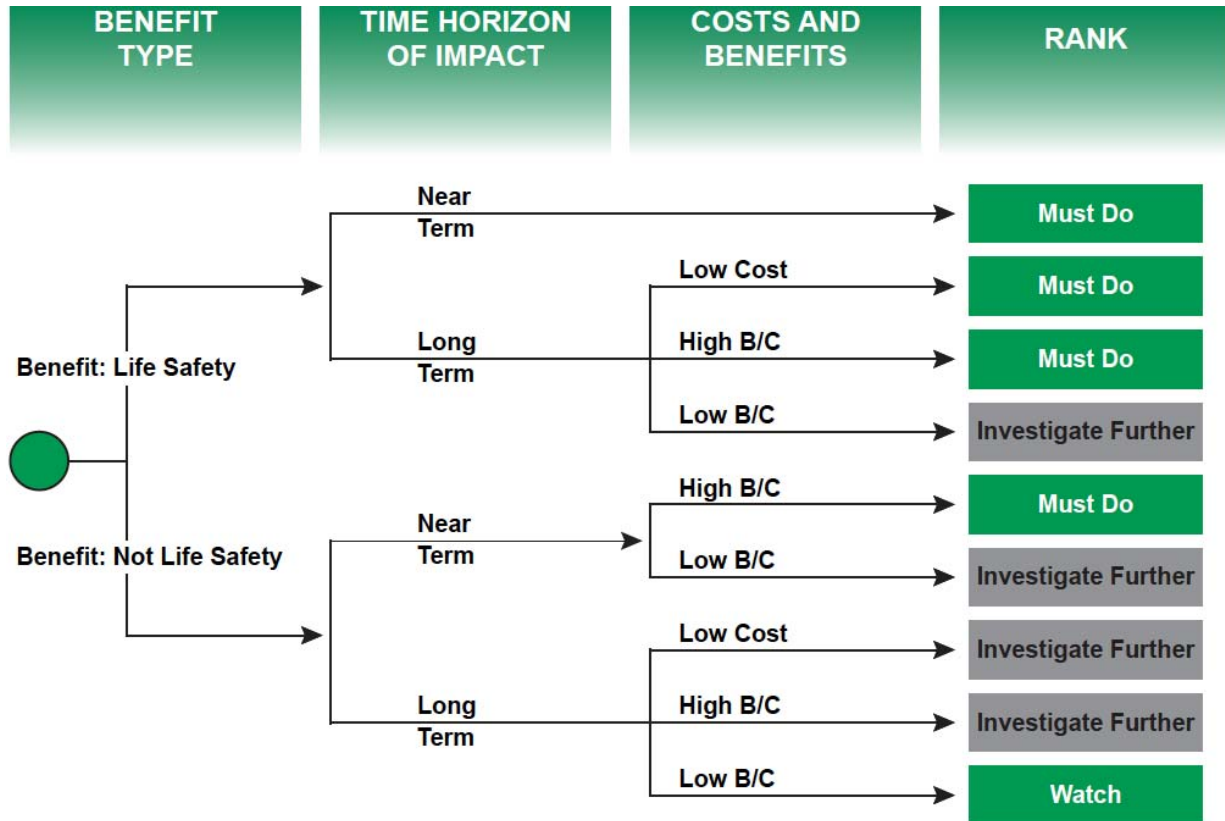 BENEFIT
TYPE
TIME HORIZON
OF IMPACT
COSTS AND
BENEFITS
RANK
Near
Term
Must Do
Low Cost
Must Do
Benefit: Life Safety
Long
Term
High B/C
Must Do
Low B/C
Investigate Further
High B/C
Must Do
Benefit: Not Life Safety
Near
Term
Low B/C
Investigate Further
Low Cost
Investigate Further
Long
Term
High B/C
Investigate Further
Low B/C
Watch